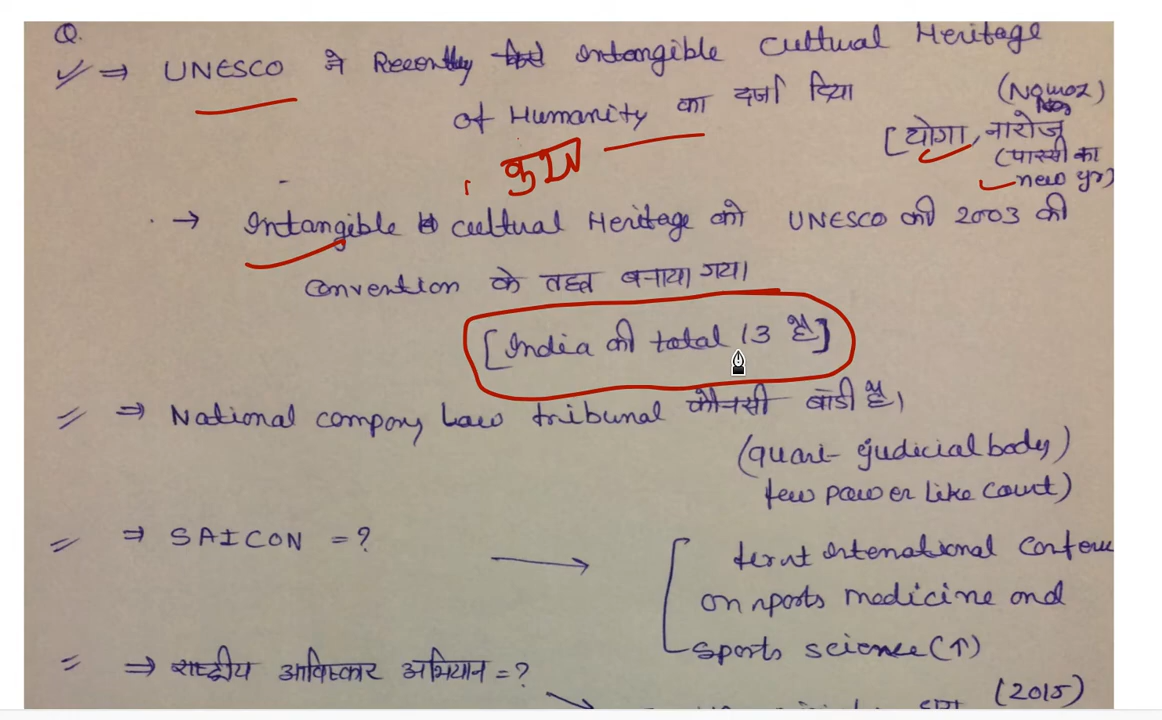 Q.
⇒ UNESCO ने Recently Intangible Cultural Heritage
of Humanity का दर्जा दिया
(Nowroz)
[योगा, नारोज
(पारसी का
new yr)
कुम्भ
→ Intangible cultural Heritage को UNESCO की 2003 की
convention के तहत बनाया गया।
[India की total 13 है]
⇒ National company Law tribunal कौनसी बॉडी है।
(quasi-judicial body)
few power like court)
⇒ SAICON = ?
first international Confere
on sports medicine and
sports science (↑)
⇒ राष्ट्रीय आविष्कार अभियान = ?
(2015)